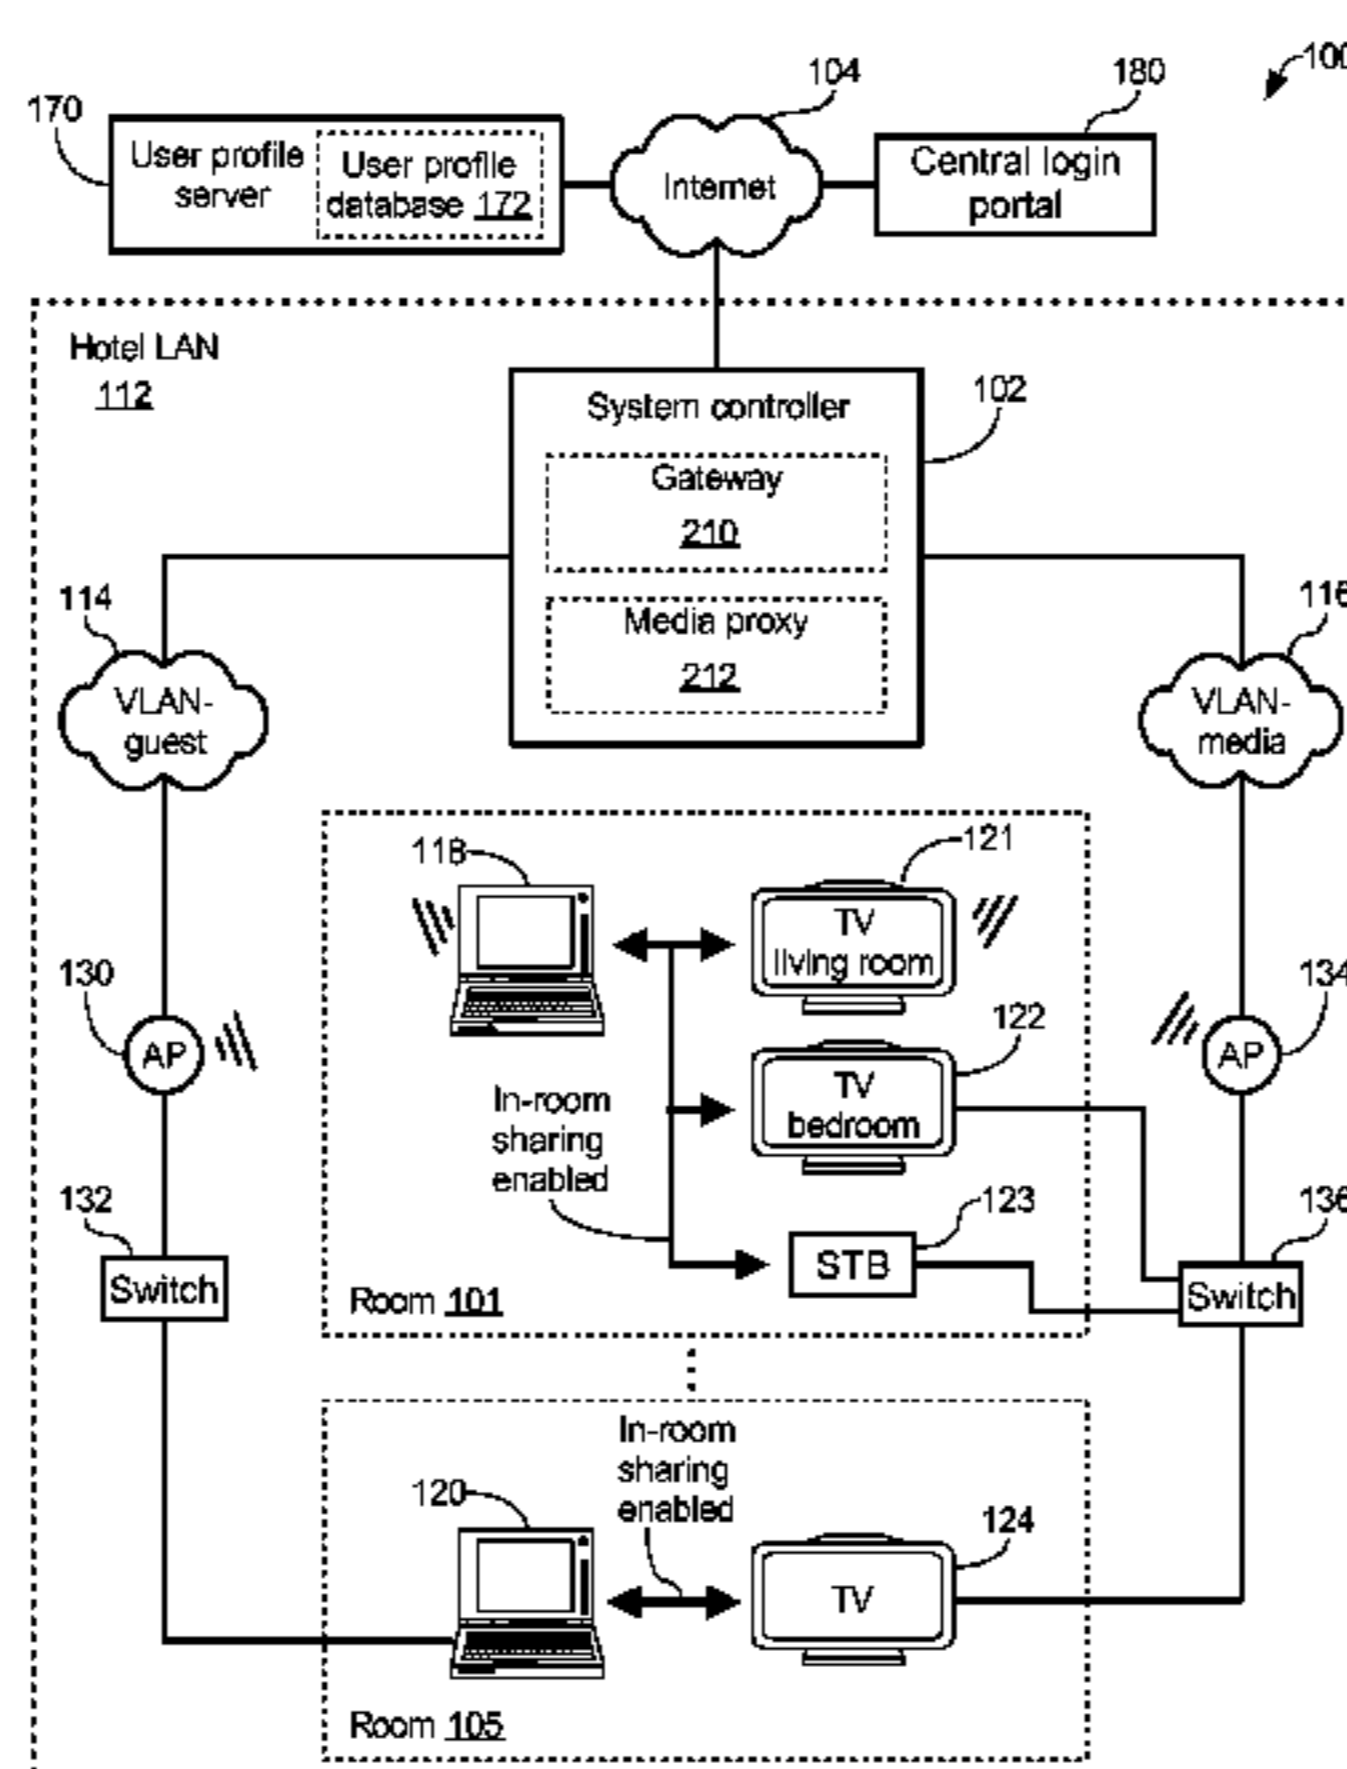 100
104
180
170
User profile
server
User profile
database 172
Internet
Central login
portal
Hotel LAN
112
102
System controller
Gateway
210
Media proxy
212
114
VLAN-
guest
116
VLAN-
media
118
121
TV
living room
130
AP
134
AP
122
TV
bedroom
In-room
sharing
enabled
132
Switch
123
STB
136
Switch
Room 101
In-room
sharing
enabled
120
124
TV
Room 105